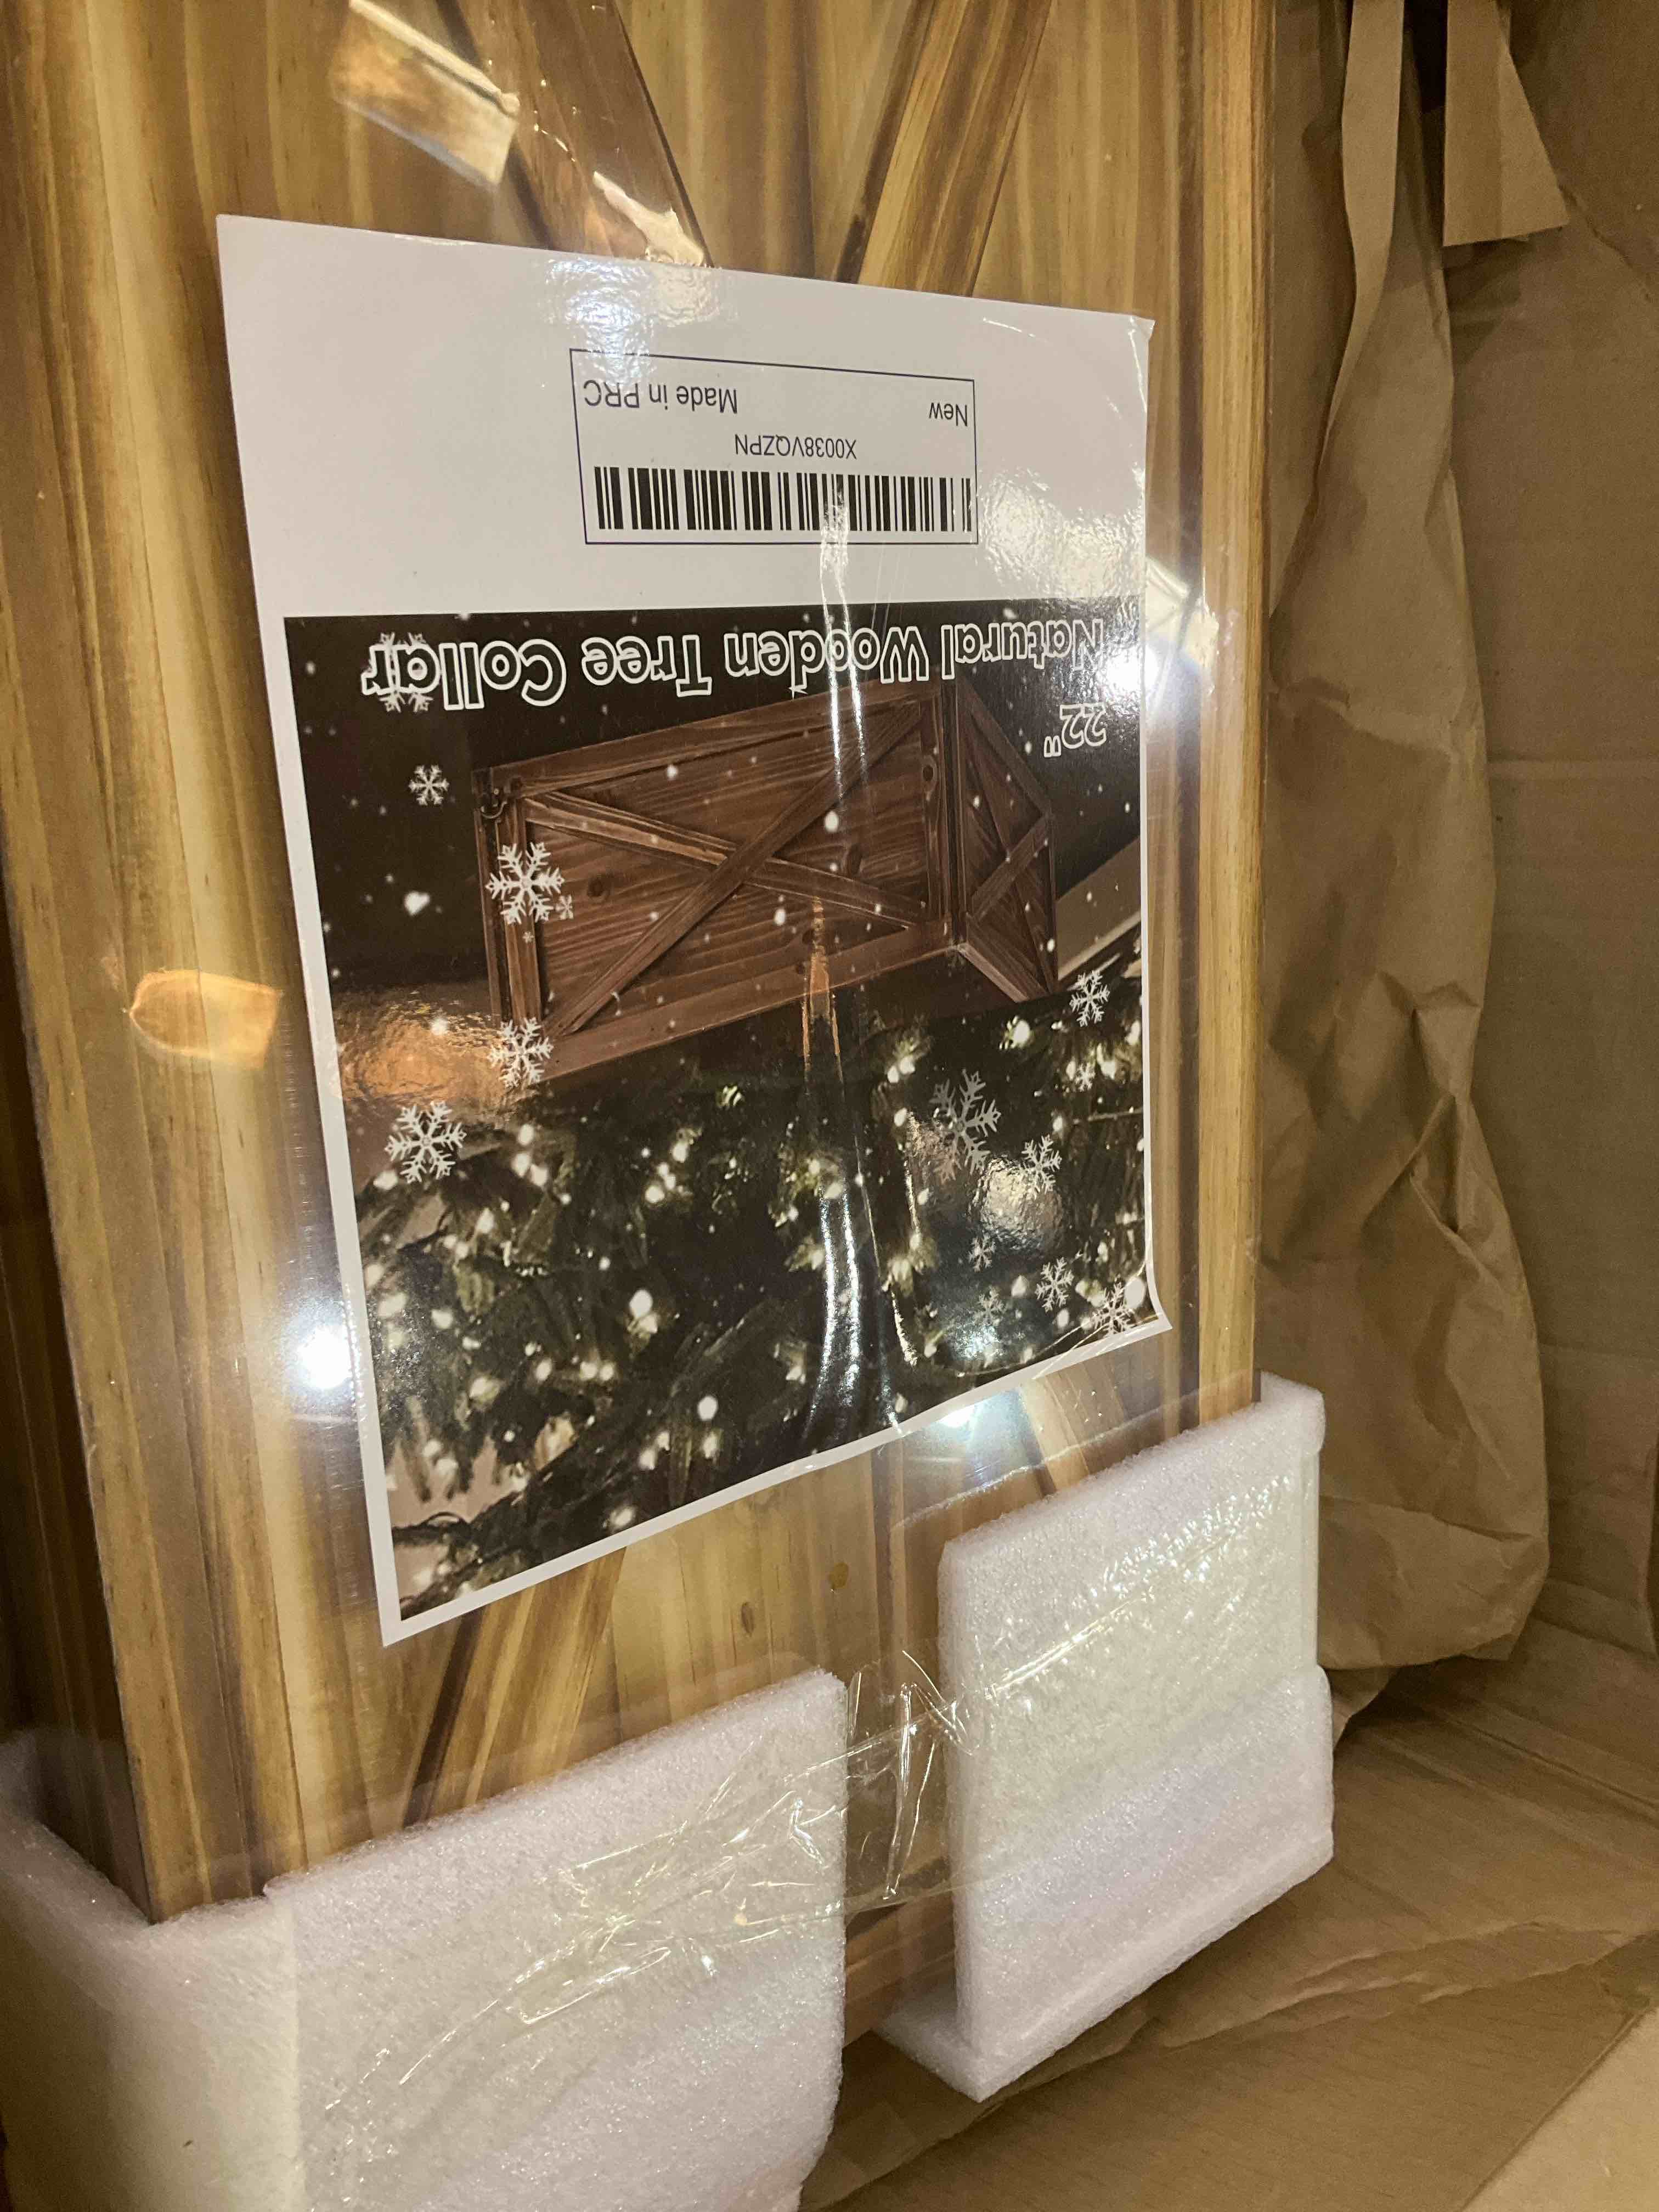 22"
Natural Wooden Tree Collar
X0038VQZPN
New Made in PRC